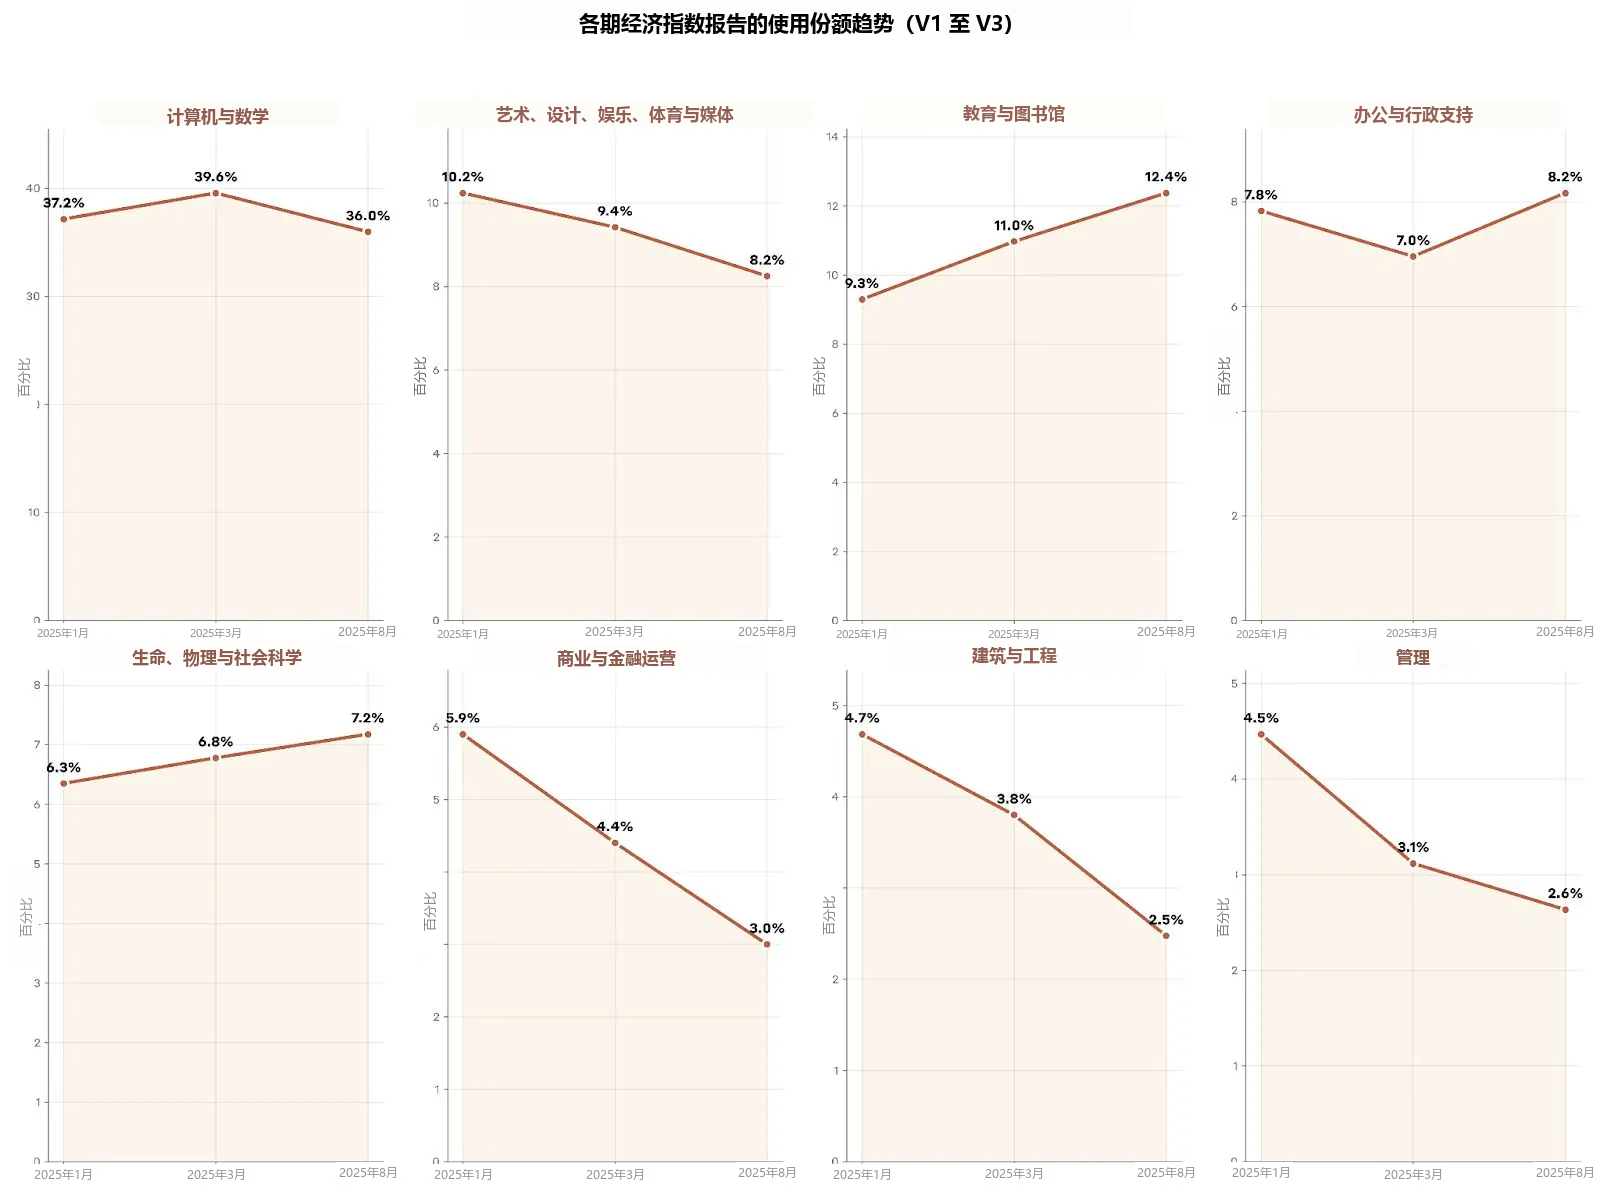 各期经济指数报告的使用份额趋势（V1 至 V3）
计算机与数学
艺术、设计、娱乐、体育与媒体
教育与图书馆
办公与行政支持
40
30
10
0
百分比
37.2%
39.6%
36.0%
2025年1月
2025年3月
2025年8月
10
8
6
4
2
0
百分比
10.2%
9.4%
8.2%
2025年1月
2025年3月
2025年8月
14
12
10
8
6
4
2
0
百分比
9.3%
11.0%
12.4%
2025年1月
2025年3月
2025年8月
8
6
2
0
百分比
7.8%
7.0%
8.2%
2025年1月
2025年3月
2025年8月
生命、物理与社会科学
商业与金融运营
建筑与工程
管理
8
7
6
5
3
2
1
0
百分比
6.3%
6.8%
7.2%
2025年1月
2025年3月
2025年8月
6
5
2
1
0
百分比
5.9%
4.4%
3.0%
2025年1月
2025年3月
2025年8月
5
4
2
1
0
百分比
4.7%
3.8%
2.5%
2025年1月
2025年3月
2025年8月
5
4
2
1
0
百分比
4.5%
3.1%
2.6%
2025年1月
2025年3月
2025年8月